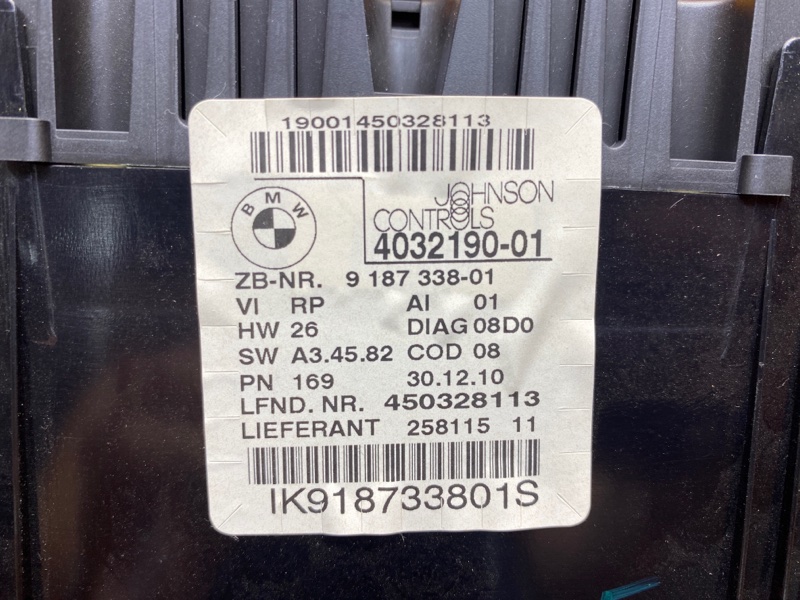 19001450328113
BMW
JOHNSON
CONTROLS
4032190-01
ZB-NR. 9 187 338-01
VI RP AI 01
HW 26 DIAG 08D0
SW A3.45.82 COD 08
PN 169 30.12.10
LFND. NR. 450328113
LIEFERANT 258115 11
IK918733801S